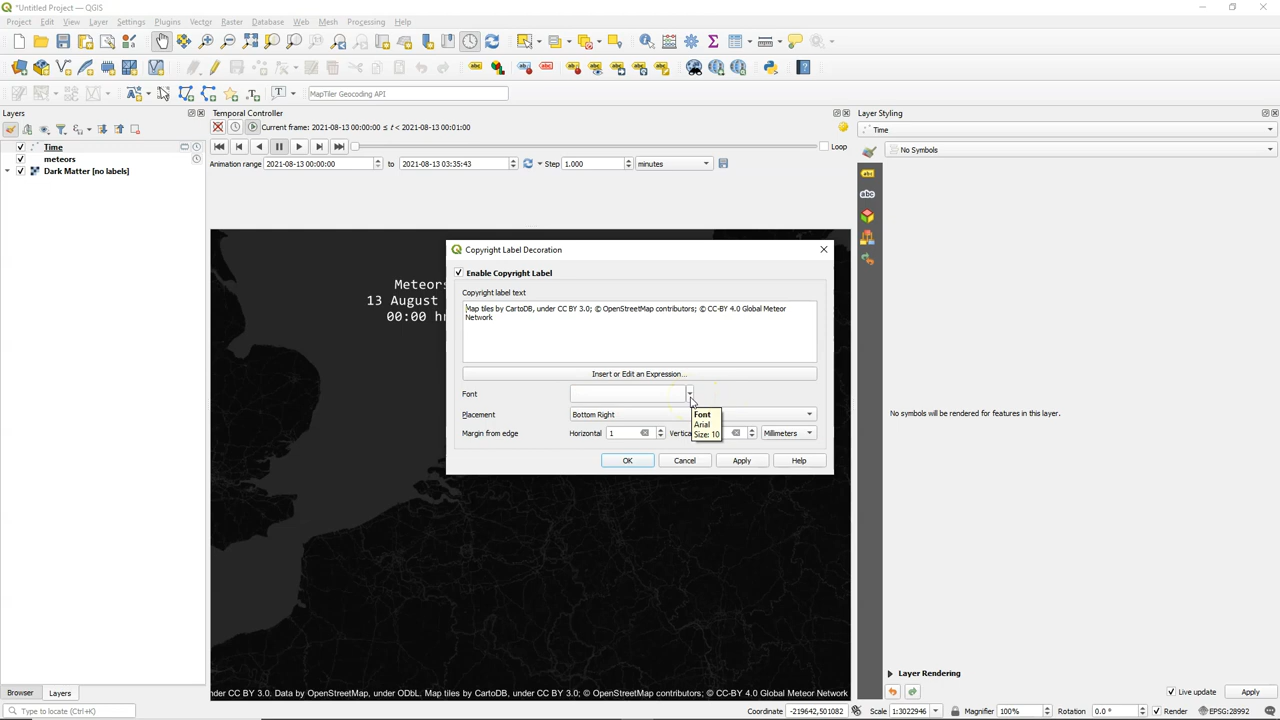 *Untitled Project — QGIS
Project Edit View Layer Settings Plugins Vector Raster Database Web Mesh Processing Help
MapTiler Geocoding API
Layers
Temporal Controller
Layer Styling
Current frame: 2021-08-13 00:00:00 ≤ t < 2021-08-13 00:01:00
Time
Time
meteors
Dark Matter [no labels]
Loop
No Symbols
Animation range 2021-08-13 00:00:00 to 2021-08-13 03:35:43 Step 1.000 minutes
Meteors
13 August
00:00 h
Copyright Label Decoration
Enable Copyright Label
Copyright label text
Map tiles by CartoDB, under CC BY 3.0; © OpenStreetMap contributors; © CC-BY 4.0 Global Meteor
Network
Insert or Edit an Expression...
Font
Placement Bottom Right
Font
Arial
Size: 10
Margin from edge Horizontal 1 Vertica Millimeters
OK Cancel Apply Help
No symbols will be rendered for features in this layer.
Layer Rendering
nder CC BY 3.0. Data by OpenStreetMap, under ODbL. Map tiles by CartoDB, under CC BY 3.0; © OpenStreetMap contributors; © CC-BY 4.0 Global Meteor Network
Browser Layers
Live update Apply
Type to locate (Ctrl+K)
Coordinate -219642,501082 Scale 1:3022946 Magnifier 100% Rotation 0.0 ° Render EPSG:28992